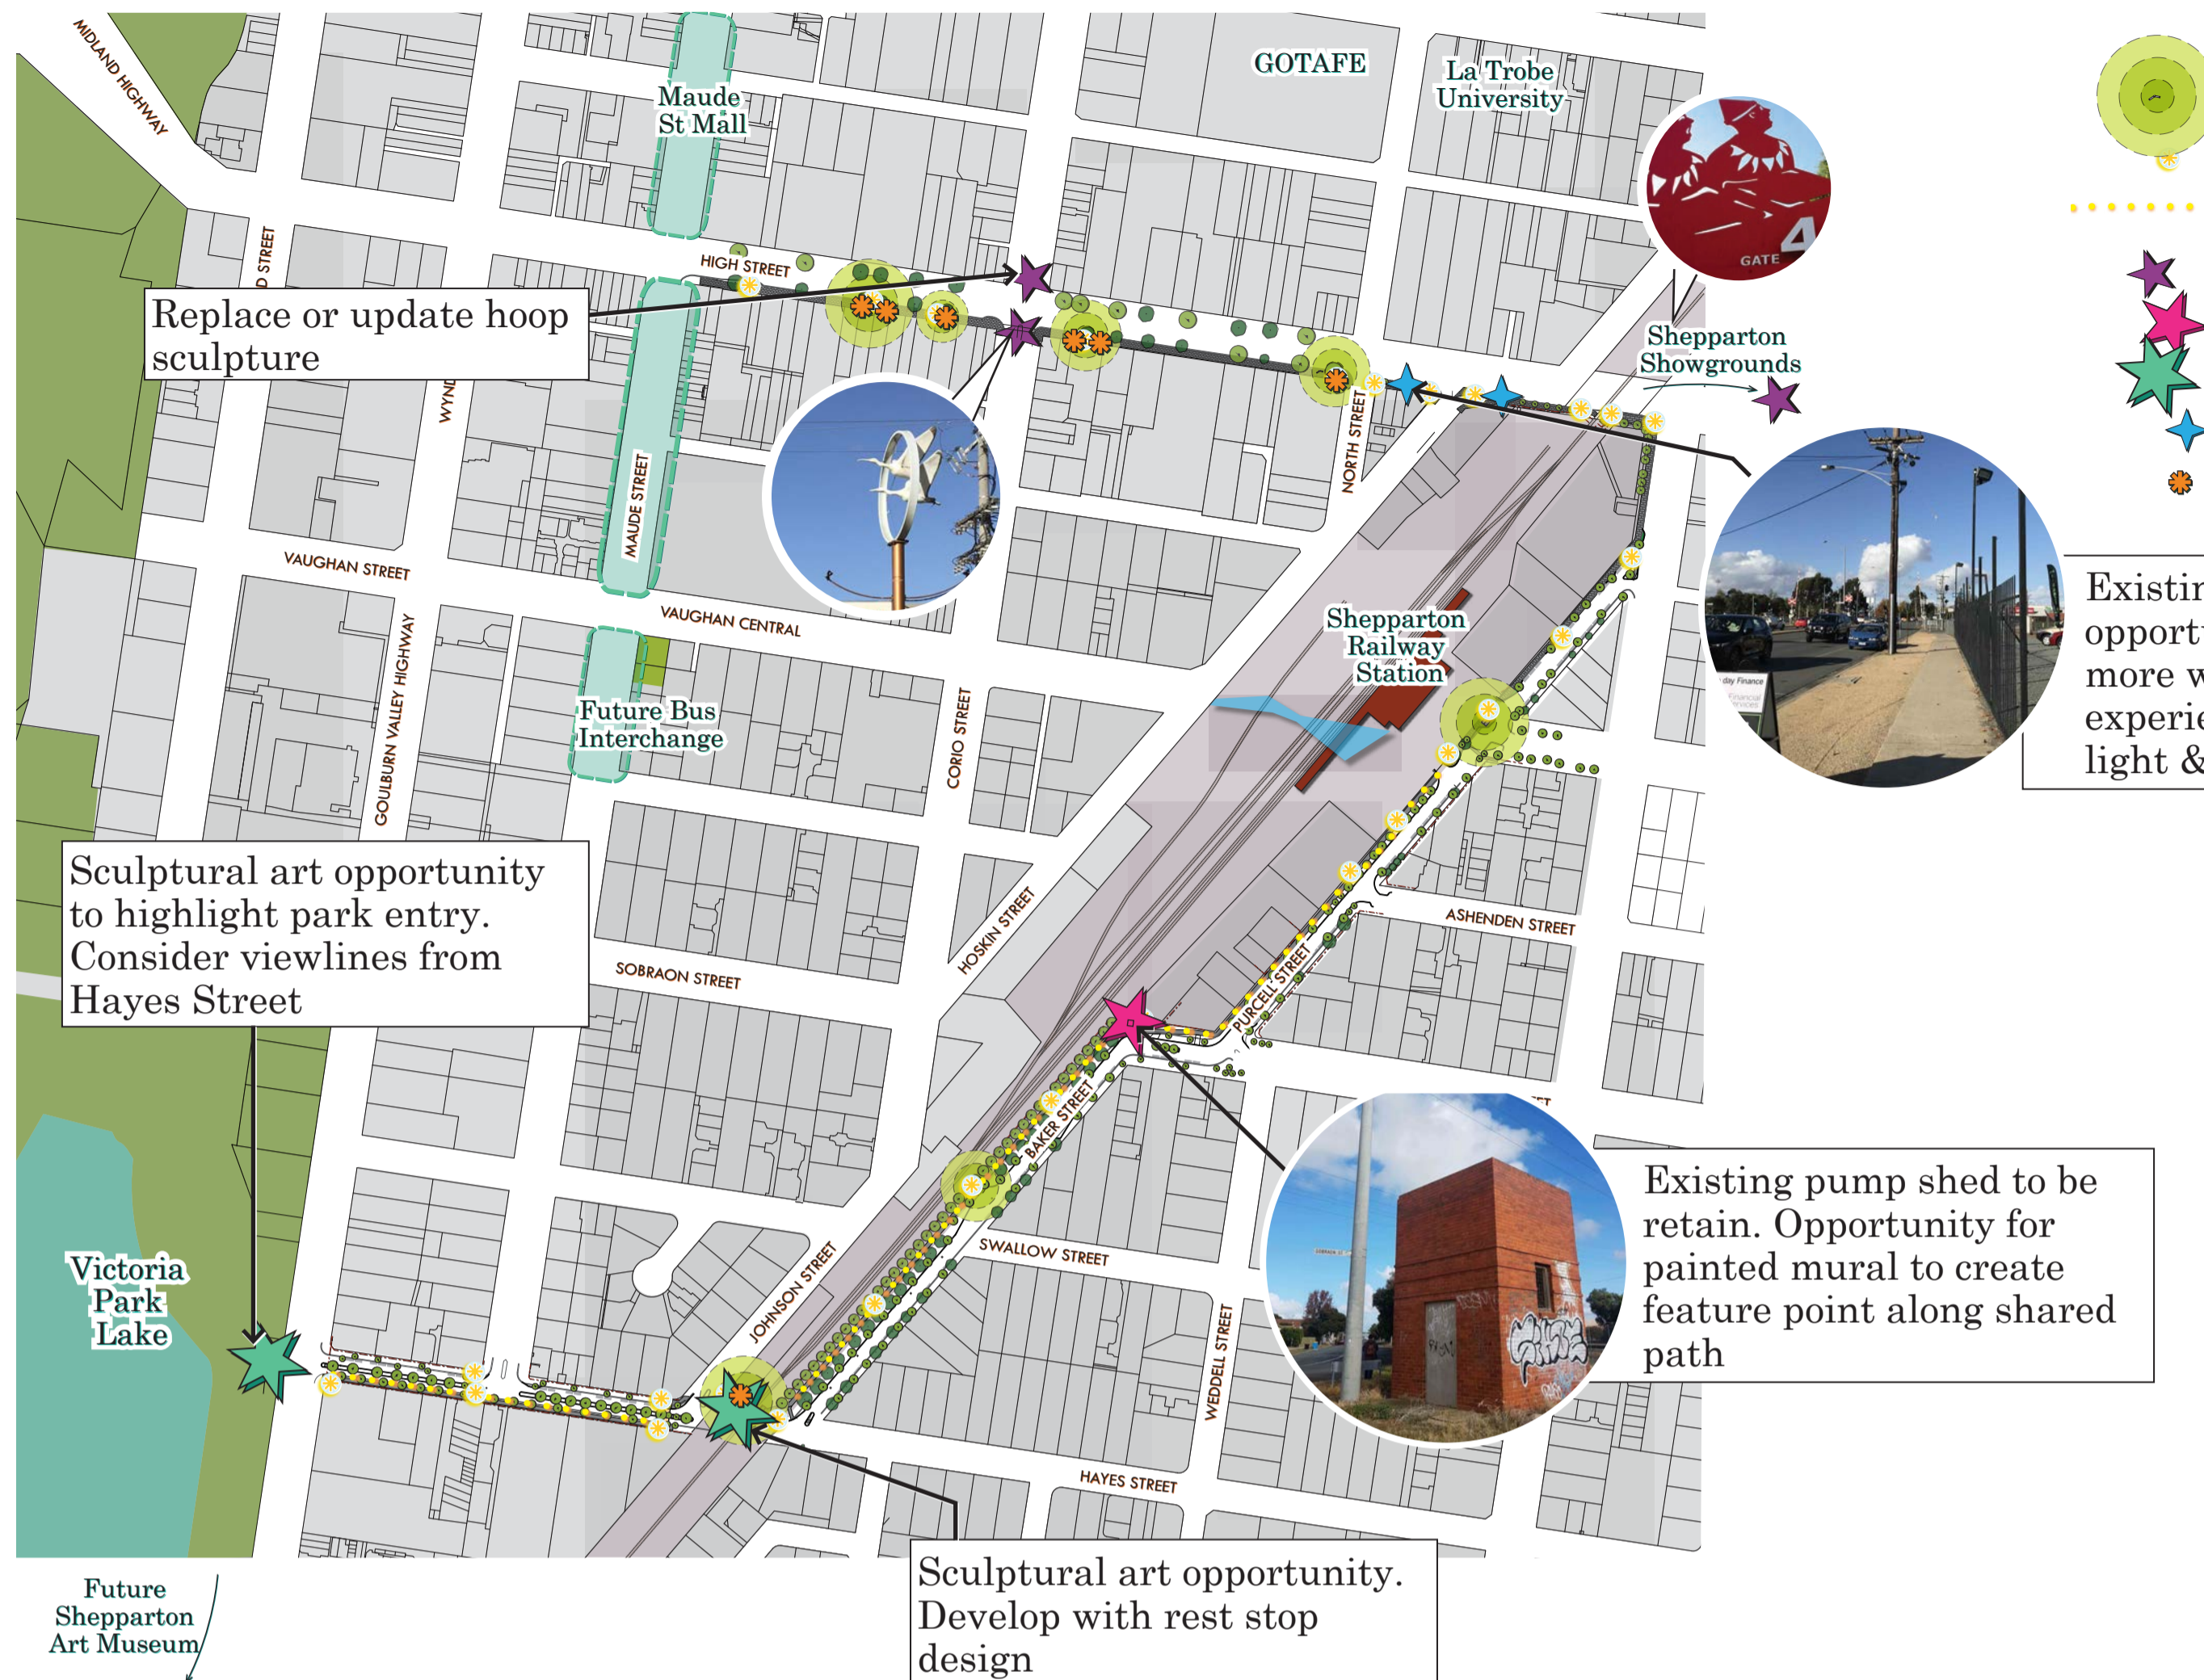 MIDLAND HIGHWAY
Maude
St Mall
GOTAFE
La Trobe
University
GATE
4
D STREET
HIGH STREET
Replace or update hoop
sculpture
Shepparton
Showgrounds
WYND
MAUDE STREET
NORTH STREET
VAUGHAN STREET
VAUGHAN CENTRAL
GOULBURN VALLEY HIGHWAY
Future Bus
Interchange
CORIO STREET
Shepparton
Railway
Station
day Finance
Financial
Existin
opportu
more w
experie
light &
Sculptural art opportunity
to highlight park entry.
Consider viewlines from
Hayes Street
HOSKIN STREET
SOBRAON STREET
ASHENDEN STREET
PURCELL STREET
BAKER STREET
ET
SWALLOW STREET
JOHNSON STREET
WEDDELL STREET
Existing pump shed to be
retain. Opportunity for
painted mural to create
feature point along shared
path
Victoria
Park
Lake
HAYES STREET
Sculptural art opportunity.
Develop with rest stop
design
Future
Shepparton
Art Museum